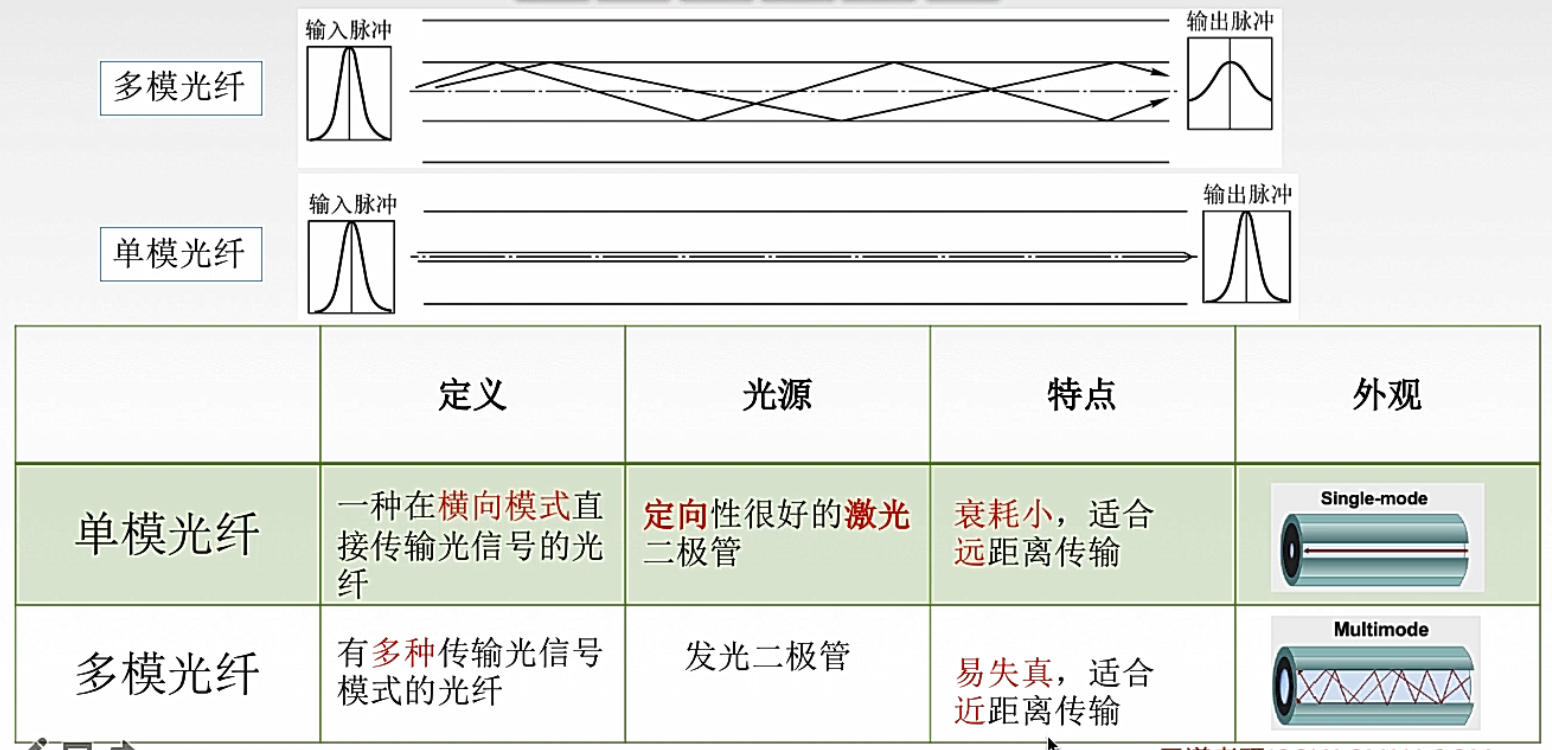 输入脉冲
输出脉冲
多模光纤
输入脉冲
输出脉冲
单模光纤
定义
光源
特点
外观
单模光纤
一种在横向模式直
接传输光信号的光
纤
定向性很好的激光
二极管
衰耗小，适合
远距离传输
Single-mode
多模光纤
有多种传输光信号
模式的光纤
发光二极管
易失真，适合
近距离传输
Multimode